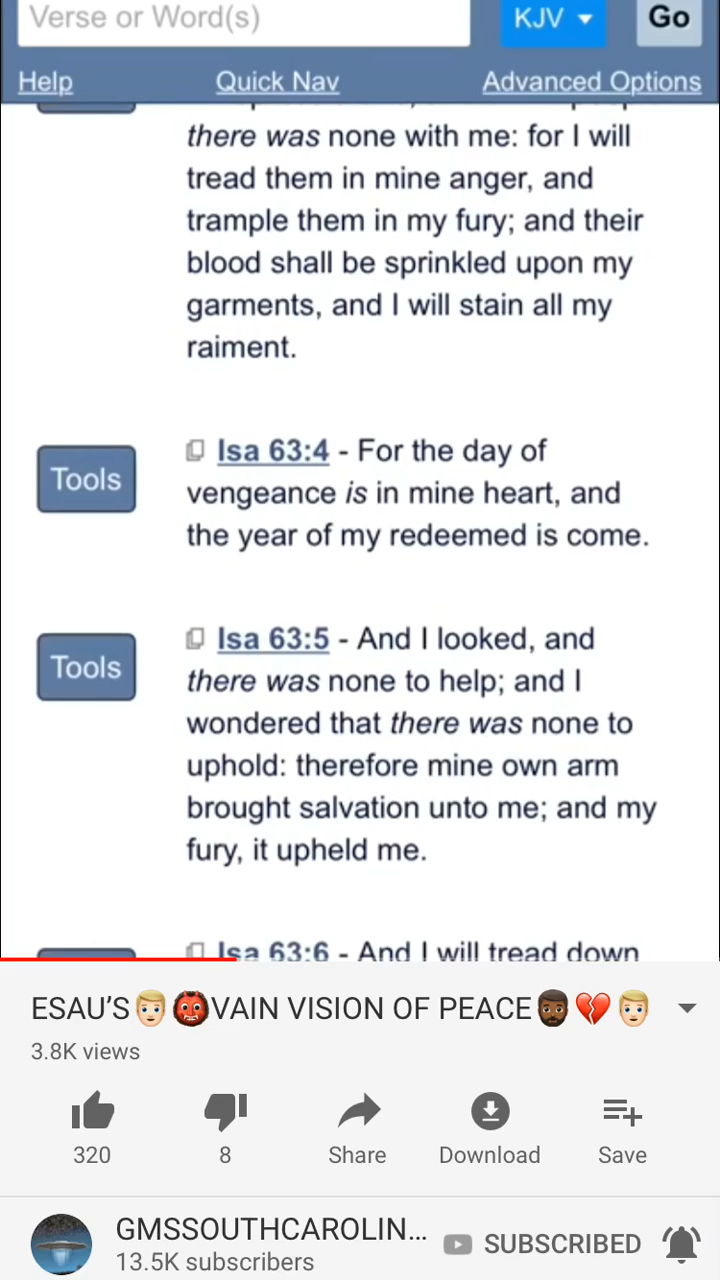 Verse or Word(s)
KJV
Go
Help
Quick Nav
Advanced Options
there was none with me: for I will
tread them in mine anger, and
trample them in my fury; and their
blood shall be sprinkled upon my
garments, and I will stain all my
raiment.
Tools
Isa 63:4 - For the day of
vengeance is in mine heart, and
the year of my redeemed is come.
Tools
Isa 63:5 - And I looked, and
there was none to help; and I
wondered that there was none to
uphold: therefore mine own arm
brought salvation unto me; and my
fury, it upheld me.
Isa 63:6 - And I will tread down
ESAU’S👱🏻‍♂️👹VAIN VISION OF PEACE🧔🏿💔👱🏻‍♂️
3.8K views
320
8
Share
Download
Save
GMSSOUTHCAROLIN...
13.5K subscribers
SUBSCRIBED